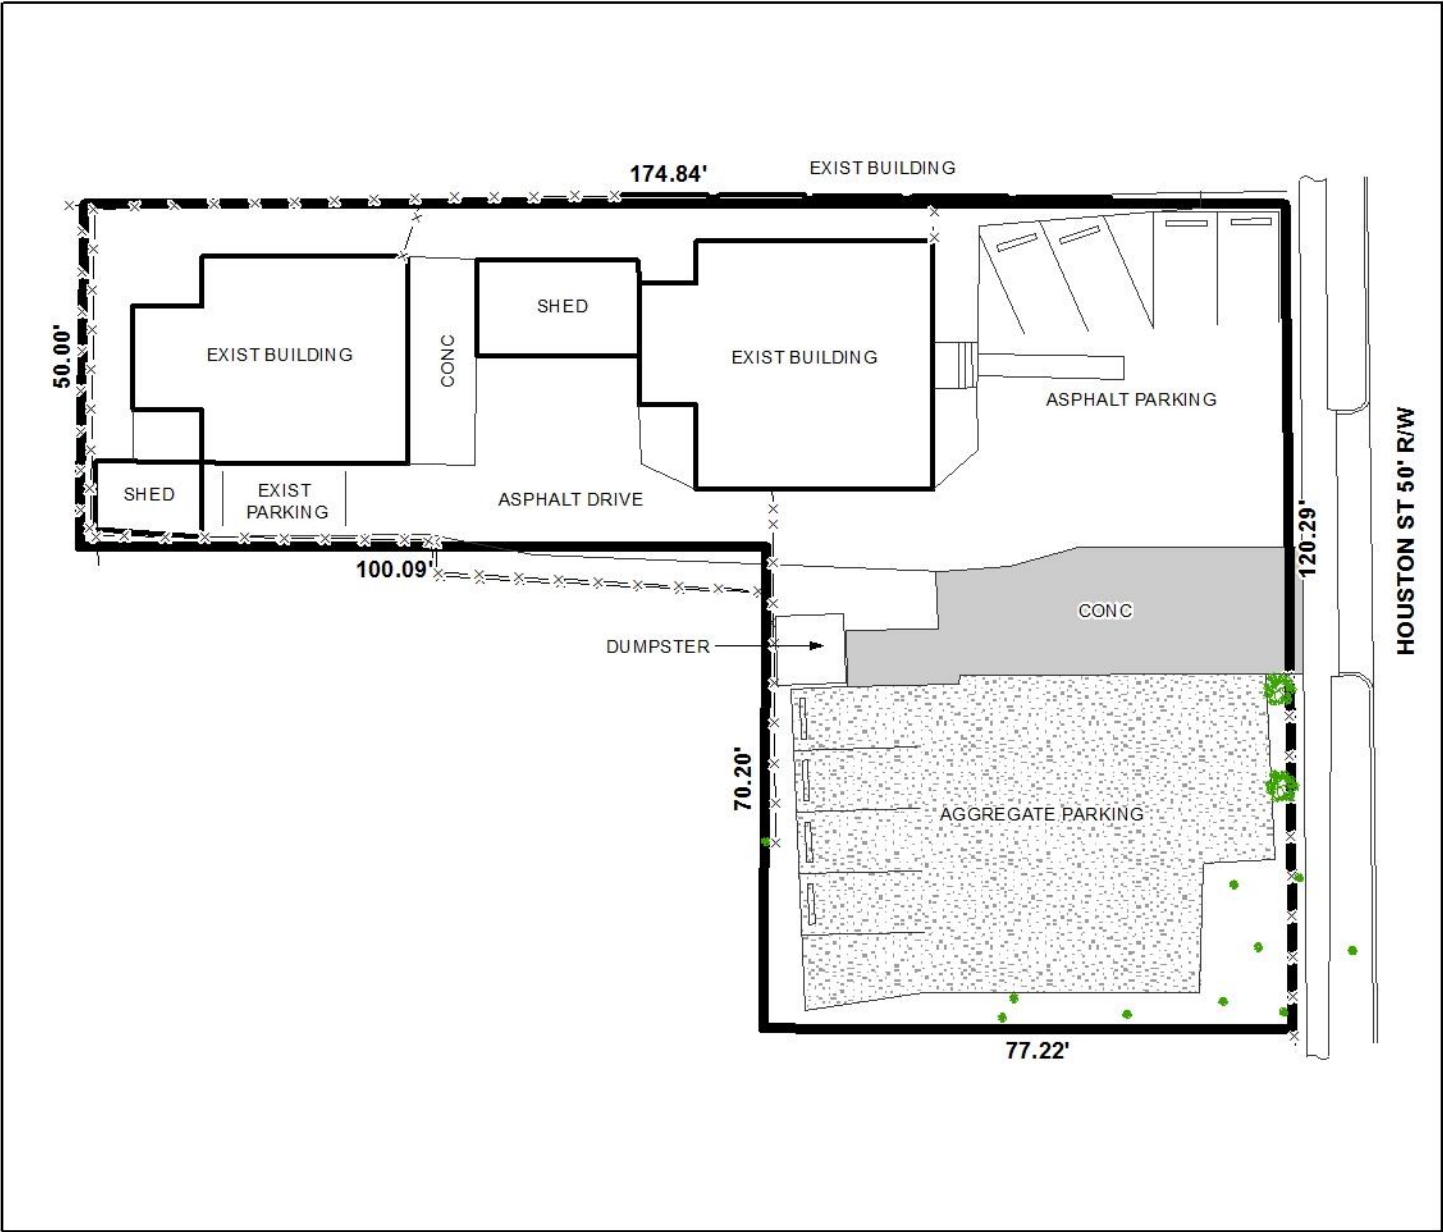 174.84'
EXIST BUILDING
50.00'
EXIST BUILDING
CONC
SHED
EXIST BUILDING
ASPHALT PARKING
HOUSTON ST 50' R/W
SHED
EXIST
PARKING
ASPHALT DRIVE
120.29'
100.09'
CONC
DUMPSTER
70.20'
AGGREGATE PARKING
77.22'